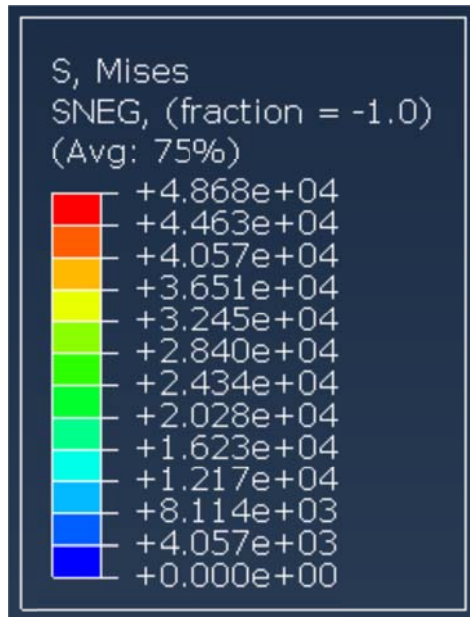 S, Mises
SNEG, (fraction = -1.0)
(Avg: 75%)
+4.868e+04
+4.463e+04
+4.057e+04
+3.651e+04
+3.245e+04
+2.840e+04
+2.434e+04
+2.028e+04
+1.623e+04
+1.217e+04
+8.114e+03
+4.057e+03
+0.000e+00